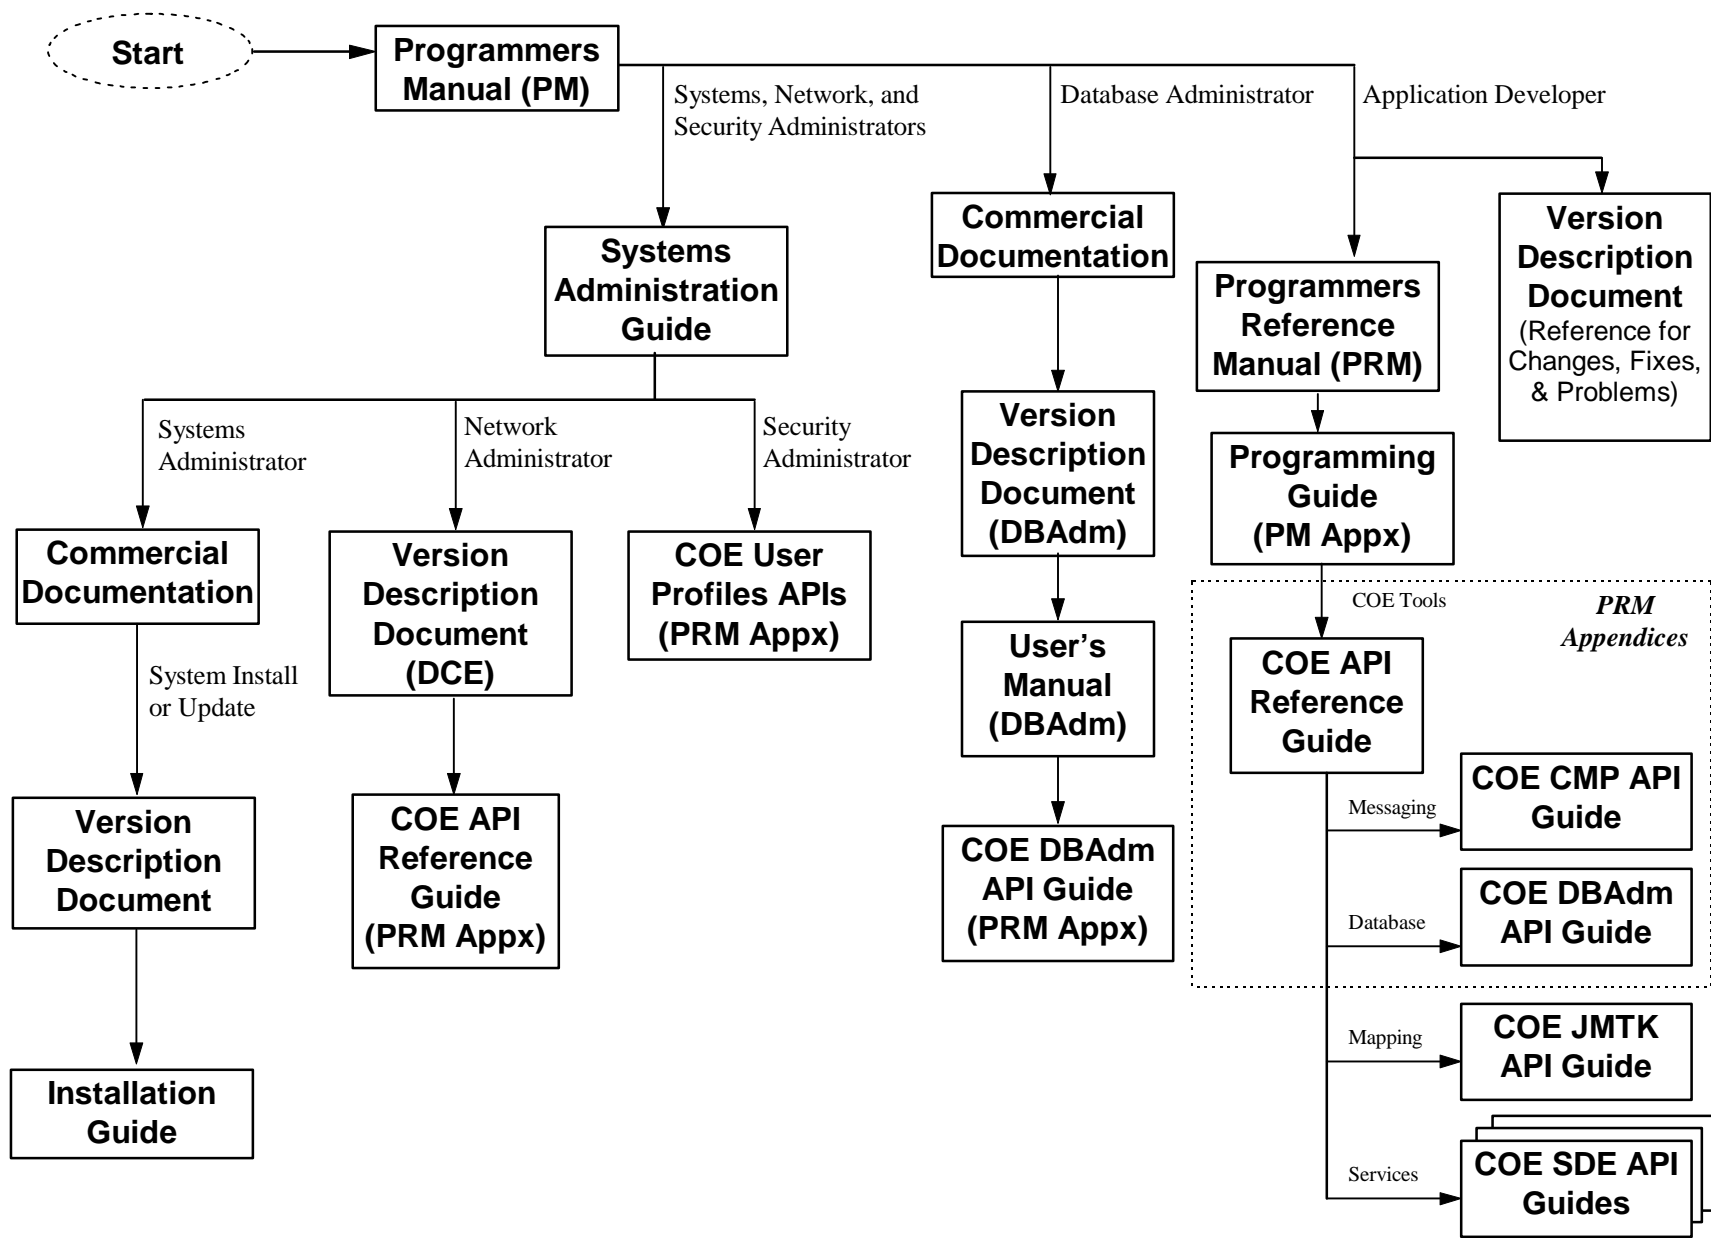 Start
Programmers
Manual (PM)
Systems, Network, and
Security Administrators
Database Administrator
Application Developer
Systems
Administration
Guide
Commercial
Documentation
Programmers
Reference
Manual (PRM)
Version
Description
Document
(Reference for
Changes, Fixes,
& Problems)
Systems
Administrator
Network
Administrator
Security
Administrator
Version
Description
Document
(DBAdm)
Programming
Guide
(PM Appx)
Commercial
Documentation
Version
Description
Document
(DCE)
COE User
Profiles APIs
(PRM Appx)
COE Tools
PRM
Appendices
User’s
Manual
(DBAdm)
COE API
Reference
Guide
System Install
or Update
Version
Description
Document
COE API
Reference
Guide
(PRM Appx)
COE DBAdm
API Guide
(PRM Appx)
Messaging
COE CMP API
Guide
Database
COE DBAdm
API Guide
Mapping
COE JMTK
API Guide
Installation
Guide
Services
COE SDE API
Guides